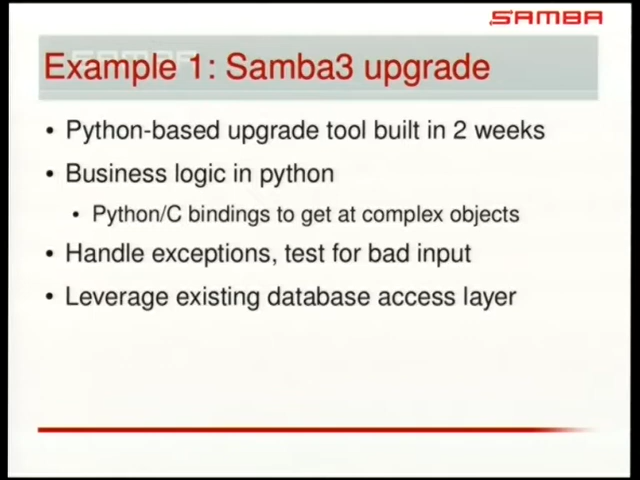 SAMBA
Example 1: Samba3 upgrade
• Python-based upgrade tool built in 2 weeks
• Business logic in python
• Python/C bindings to get at complex objects
• Handle exceptions, test for bad input
• Leverage existing database access layer